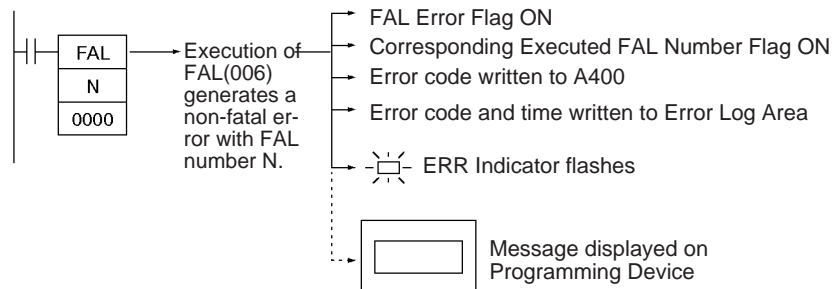 FAL
N
0000
Execution of
FAL(006)
generates a
non-fatal er-
ror with FAL
number N.
FAL Error Flag ON
Corresponding Executed FAL Number Flag ON
Error code written to A400
Error code and time written to Error Log Area
ERR Indicator flashes
Message displayed on
Programming Device